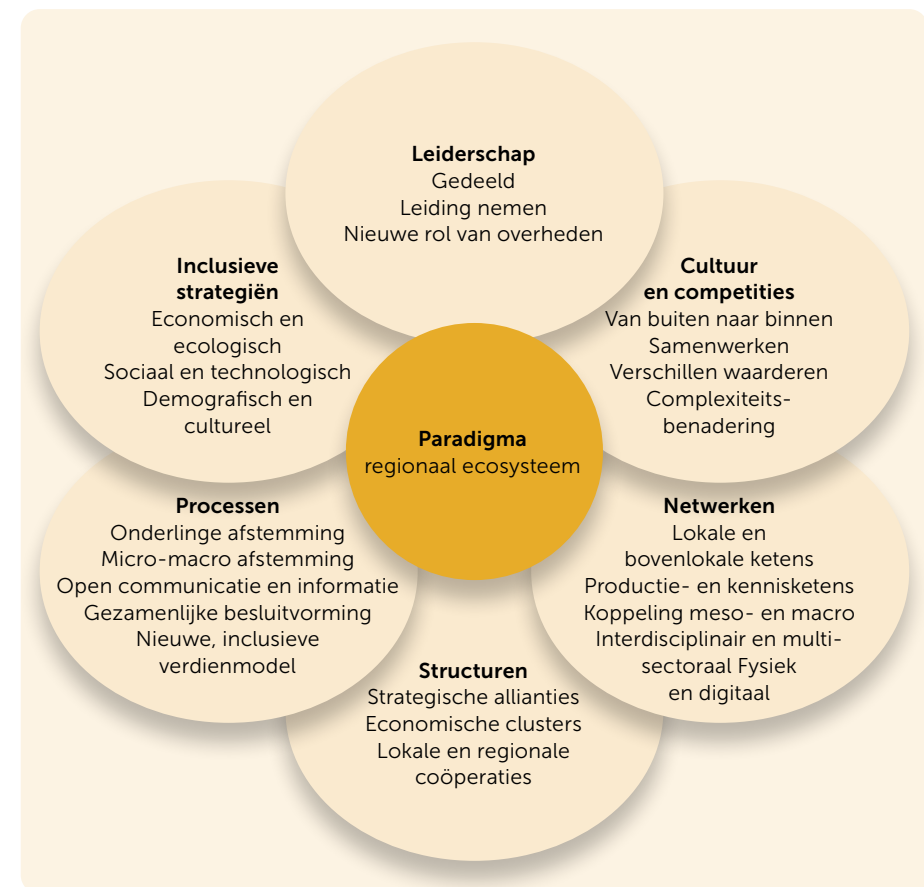 Leiderschap
Gedeeld
Leiding nemen
Nieuwe rol van overheden
Inclusieve
strategiën
Economisch en
ecologisch
Sociaal en technologisch
Demografisch en
cultureel
Cultuur
en competities
Van buiten naar binnen
Samenwerken
Verschillen waarderen
Complexiteits-
benadering
Paradigma
regionaal ecosysteem
Processen
Onderlinge afstemming
Micro-macro afstemming
Open communicatie en informatie
Gezamenlijke besluitvorming
Nieuwe, inclusieve
verdienmodel
Netwerken
Lokale en
bovenlokale ketens
Productie- en kennisketens
Koppeling meso- en macro
Interdisciplinair en multi-
sectoraal Fysiek
en digitaal
Structuren
Strategische allianties
Economische clusters
Lokale en regionale
coöperaties